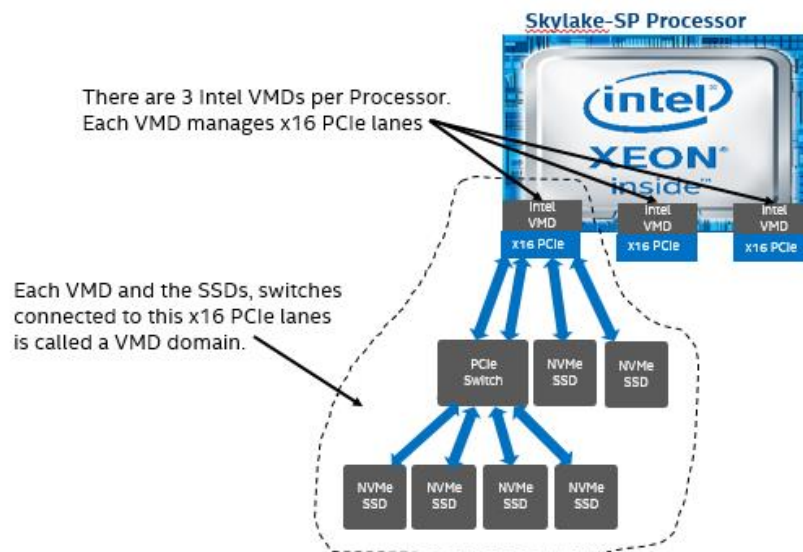 Skylake-SP Processor
There are 3 Intel VMDs per Processor.
Each VMD manages x16 PCIe lanes
intel®
XEON®
inside™
Intel
VMD
x16 PCIe
Intel
VMD
x16 PCIe
Intel
VMD
x16 PCIe
Each VMD and the SSDs, switches
connected to this x16 PCIe lanes
is called a VMD domain.
PCIe
Switch
NVMe
SSD
NVMe
SSD
NVMe
SSD
NVMe
SSD
NVMe
SSD
NVMe
SSD